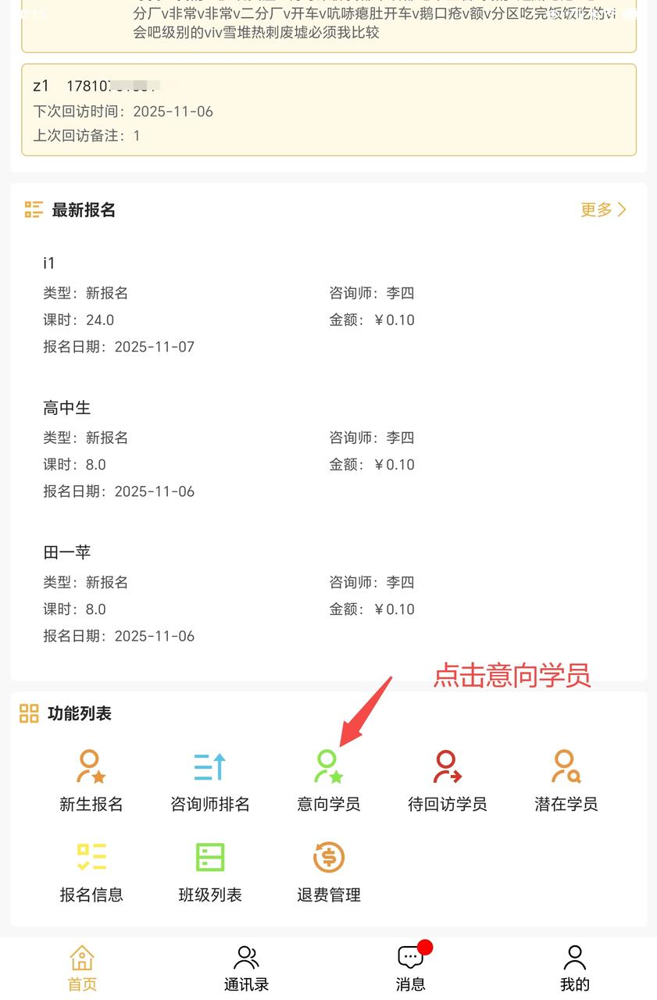 分厂v非常v非常v二分厂v开车v吭哧瘪肚开车v鹅口疮v额v分区吃完饭饭吃
会吧级别的viv雪堆热刺废墟必须我比较
z1 17810
下次回访时间：2025-11-06
上次回访备注：1
最新报名 更多
i1
类型：新报名 咨询师：李四
课时：24.0 金额：￥0.10
报名日期：2025-11-07
高中生
类型：新报名 咨询师：李四
课时：8.0 金额：￥0.10
报名日期：2025-11-06
田一苹
类型：新报名 咨询师：李四
课时：8.0 金额：￥0.10
报名日期：2025-11-06
点击意向学员
功能列表
新生报名 咨询师排名 意向学员 待回访学员 潜在学员
报名信息 班级列表 退费管理
首页 通讯录 消息 我的